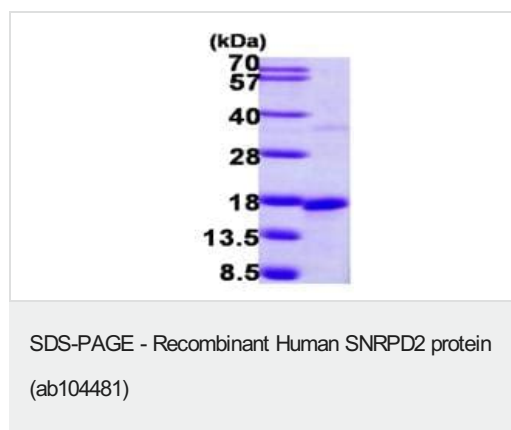 (kDa)
70
57
40
28
18
13.5
8.5
SDS-PAGE - Recombinant Human SNRPD2 protein
(ab104481)